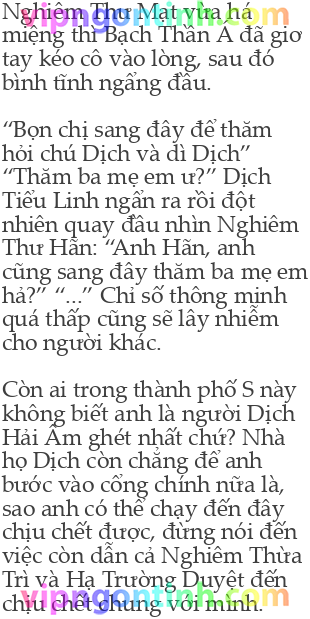 vipngontinh.com
Nghiêm Thư Mai vừa há
miệng thì Bạch Thần Á đã giơ
tay kéo cô vào lòng, sau đó
bình tĩnh ngẩng đầu.
“Bọn chị sang đây để thăm
hỏi chú Dịch và dì Dịch”
“Thăm ba mẹ em ư?” Dịch
Tiểu Linh ngẩn ra rồi đột
nhiên quay đầu nhìn Nghiêm
Thư Hãn: “Anh Hãn, anh
cũng sang đây thăm ba mẹ em
hả?” “...” Chỉ số thông minh
quá thấp cũng sẽ lây nhiễm
cho người khác.
Còn ai trong thành phố S này
không biết anh là người Dịch
Hải Âm ghét nhất chứ? Nhà
họ Dịch còn chẳng để anh
bước vào cổng chính nữa là,
sao anh có thể chạy đến đây
chịu chết được, đừng nói đến
việc còn dẫn cả Nghiêm Thừa
Trì và Hạ Trường Duyệt đến
chịu chết chung với mình.
vipngontinh.com